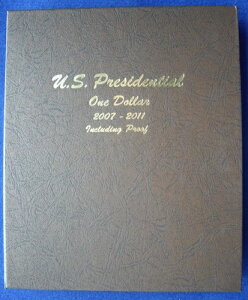 U.S. Presidential
One Dollar
2007 - 2011
Including Proof